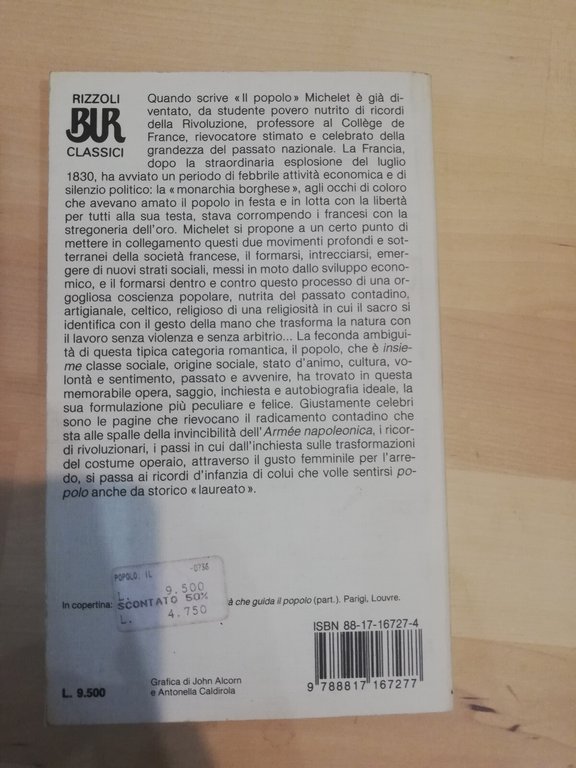 RIZZOLI
BUR
CLASSICI
Quando scrive «Il popolo» Michelet è già di-
ventato, da studente povero nutrito di ricordi
della Rivoluzione, professore al Collège de
France, rievocatore stimato e celebrato della
grandezza del passato nazionale. La Francia,
dopo la straordinaria esplosione del luglio
1830, ha avviato un periodo di febbrile attività economica e di
silenzio politico: la «monarchia borghese», agli occhi di coloro
che avevano amato il popolo in festa e in lotta con la libertà
per tutti alla sua testa, stava corrompendo i francesi con la
stregoneria dell'oro. Michelet si propone a un certo punto di
mettere in collegamento questi due movimenti profondi e sot-
terranei della società francese, il formarsi, intrecciarsi, emer-
gere di nuovi strati sociali, messi in moto dallo sviluppo econo-
mico, e il formarsi dentro e contro questo processo di una or-
gogliosa coscienza popolare, nutrita del passato contadino,
artigianale, celtico, religioso di una religiosità in cui il sacro si
identifica con il gesto della mano che trasforma la natura con
il lavoro senza violenza e senza arbitrio... La feconda ambigui-
tà di questa tipica categoria romantica, il popolo, che è insie-
me classe sociale, origine sociale, stato d'animo, cultura, vo-
lontà e sentimento, passato e avvenire, ha trovato in questa
memorabile opera, saggio, inchiesta e autobiografia ideale, la
sua formulazione più peculiare e felice. Giustamente celebri
sono le pagine che rievocano il radicamento contadino che
sta alle spalle della invincibilità dell'Armée napoleonica, i ricor-
di rivoluzionari, i passi in cui dall'inchiesta sulle trasformazioni
del costume operaio, attraverso il gusto femminile per l'arre-
do, si passa ai ricordi d'infanzia di colui che volle sentirsi po-
polo anche da storico «laureato».
POPOLO, IL -0736
L. 9.500
SCONTATO 50%
L. 4.750
In copertina: à che guida il popolo (part.). Parigi, Louvre.
ISBN 88-17-16727-4
9 788817 167277
L. 9.500
Grafica di John Alcorn
e Antonella Caldirola